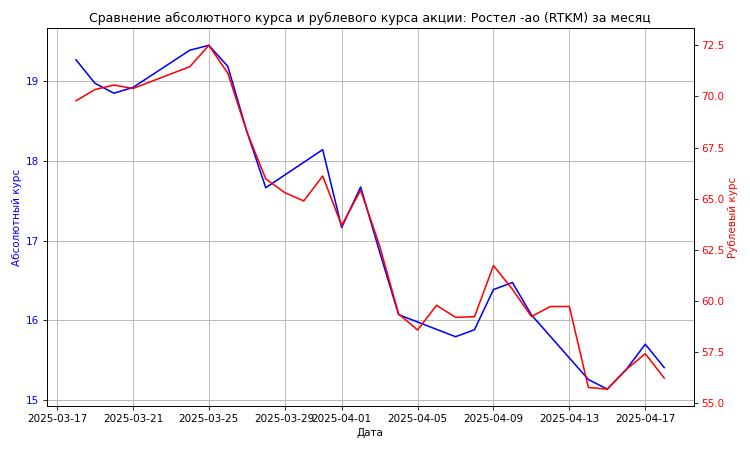 Сравнение абсолютного курса и рублевого курса акции: Ростел -ао (RTKM) за месяц
Абсолютный курс
19
18
17
16
15
72.5
70.0
67.5
65.0
62.5
60.0
57.5
55.0
Рублевый курс
2025-03-17 2025-03-21 2025-03-25 2025-03-29 2025-04-01 2025-04-05 2025-04-09 2025-04-13 2025-04-17
Дата